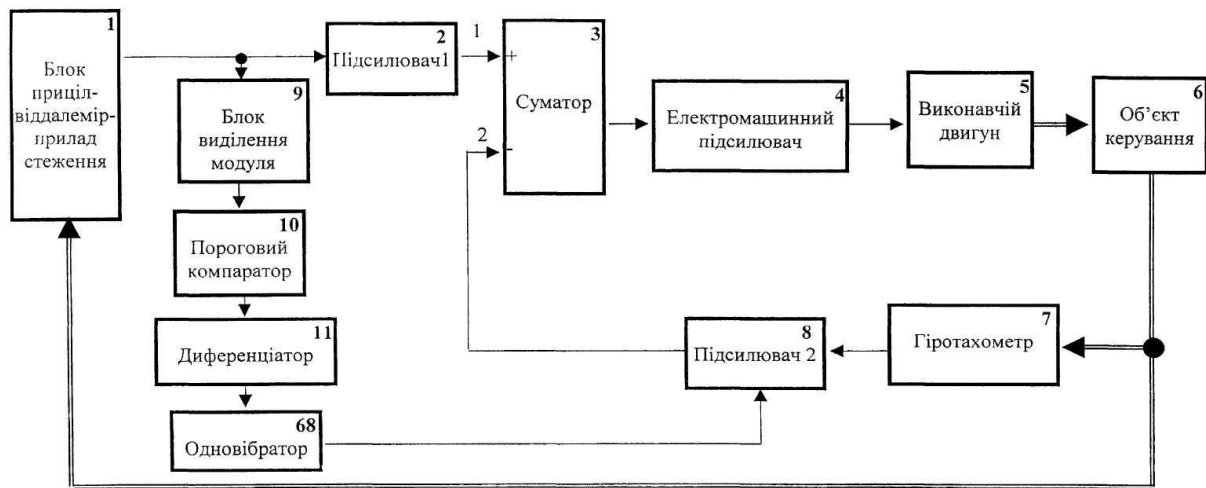 1
Блок
приціл-
віддалемір-
прилад
стеження
2
Підсилювач1
1
+
3
Суматор
2
-
4
Електромашинний
підсилювач
5
Виконавчій
двигун
6
Об’єкт
керування
9
Блок
виділення
модуля
10
Пороговий
компаратор
11
Диференціатор
68
Одновібратор
8
Підсилювач 2
7
Гіротахометр